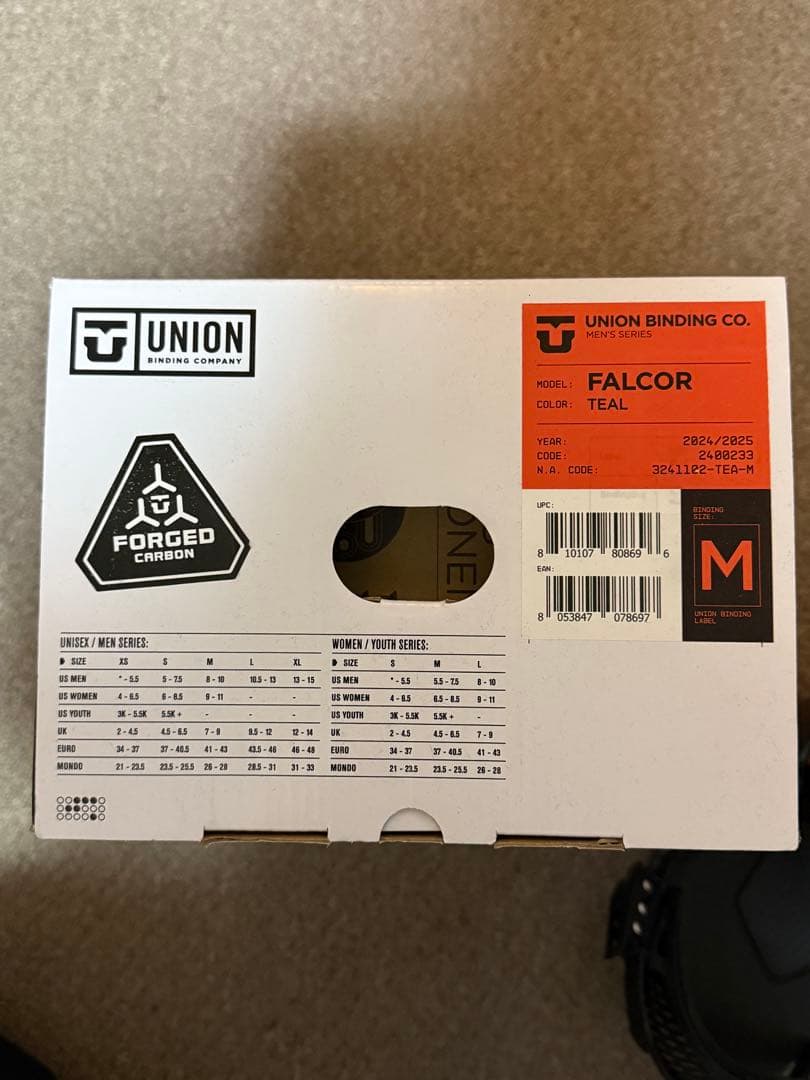 UNION
BINDING COMPANY
FORGED
CARBON
UNION BINDING CO.
MEN'S SERIES
MODEL: FALCOR
COLOR: TEAL
YEAR: 2024/2025
CODE: 2400233
N.A. CODE: 3241122-TEA-M
UPC:
8 10107 80869 6
EAN:
8 053847 078697
BINDING
SIZE:
M
UNION BINDING
LABEL
ONE
UNISEX / MEN SERIES:
SIZE XS S M L XL
US MEN * - 5.5 5 - 7.5 8 - 10 10.5 - 13 13 - 15
US WOMEN 4 - 6.5 6 - 8.5 9 - 11 - -
US YOUTH 3K - 5.5K 5.5K + - - -
UK 2 - 4.5 4.5 - 6.5 7 - 9 9.5 - 12 12 - 14
EURO 34 - 37 37 - 40.5 41 - 43 43.5 - 46 46 - 48
MONDO 21 - 23.5 23.5 - 25.5 26 - 28 28.5 - 31 31 - 33
WOMEN / YOUTH SERIES:
SIZE S M L
US MEN * - 5.5 5.5 - 7.5 8 - 10
US WOMEN 4 - 6.5 6.5 - 8.5 9 - 11
US YOUTH 3K - 5.5K 5.5K + -
UK 2 - 4.5 4.5 - 6.5 7 - 9
EURO 34 - 37 37 - 40.5 41 - 43
MONDO 21 - 23.5 23.5 - 25.5 26 - 28